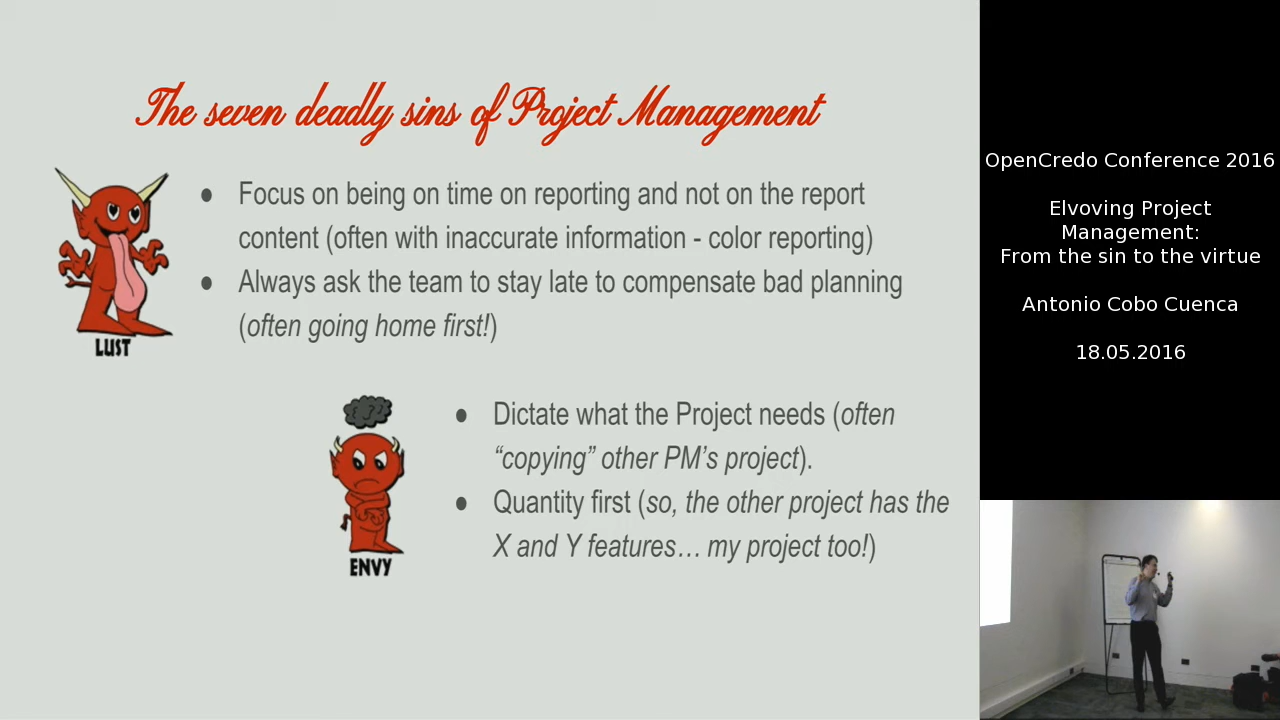 The seven deadly sins of Project Management
● Focus on being on time on reporting and not on the report
content (often with inaccurate information - color reporting)
● Always ask the team to stay late to compensate bad planning
(often going home first!)
LUST
● Dictate what the Project needs (often
“copying” other PM’s project).
● Quantity first (so, the other project has the
X and Y features… my project too!)
ENVY
OpenCredo Conference 2016
Elvoving Project
Management:
From the sin to the virtue
Antonio Cobo Cuenca
18.05.2016